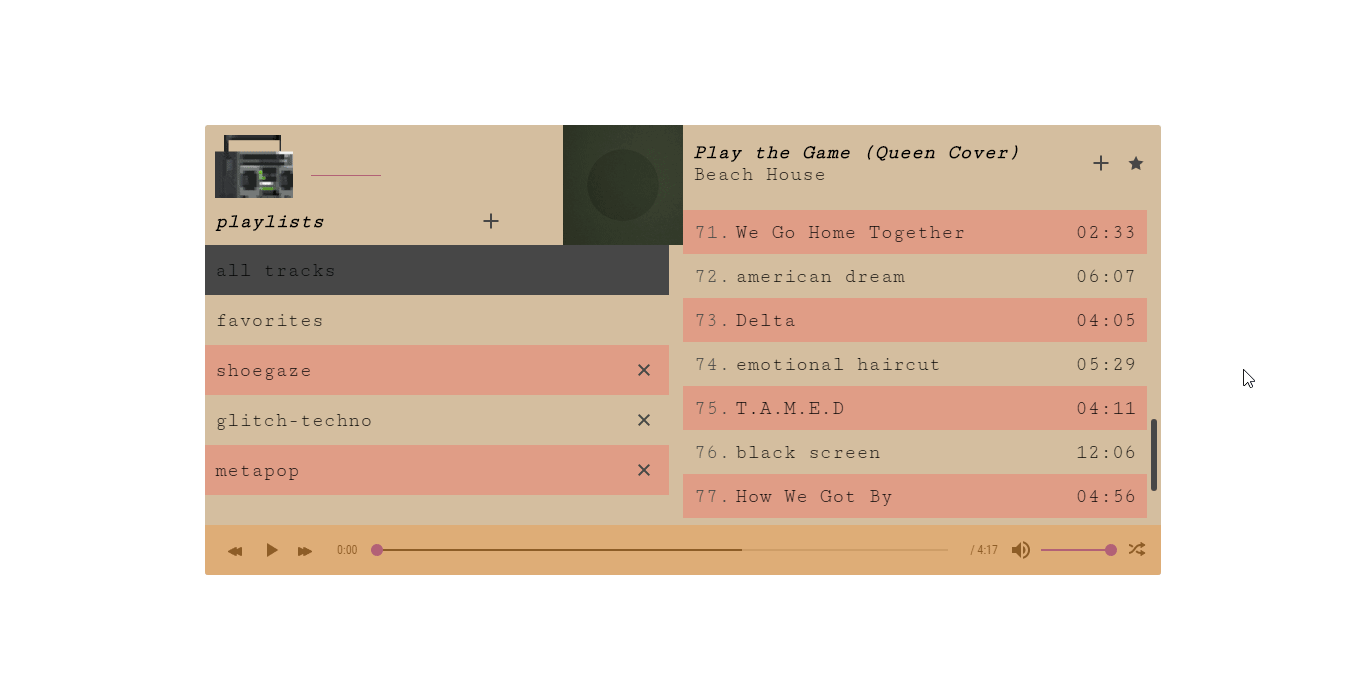 playlists
all tracks
favorites
shoegaze
glitch-techno
metapop
Play the Game (Queen Cover)
Beach House
71. We Go Home Together 02:33
72. american dream 06:07
73. Delta 04:05
74. emotional haircut 05:29
75. T.A.M.E.D 04:11
76. black screen 12:06
77. How We Got By 04:56
0:00 / 4:17